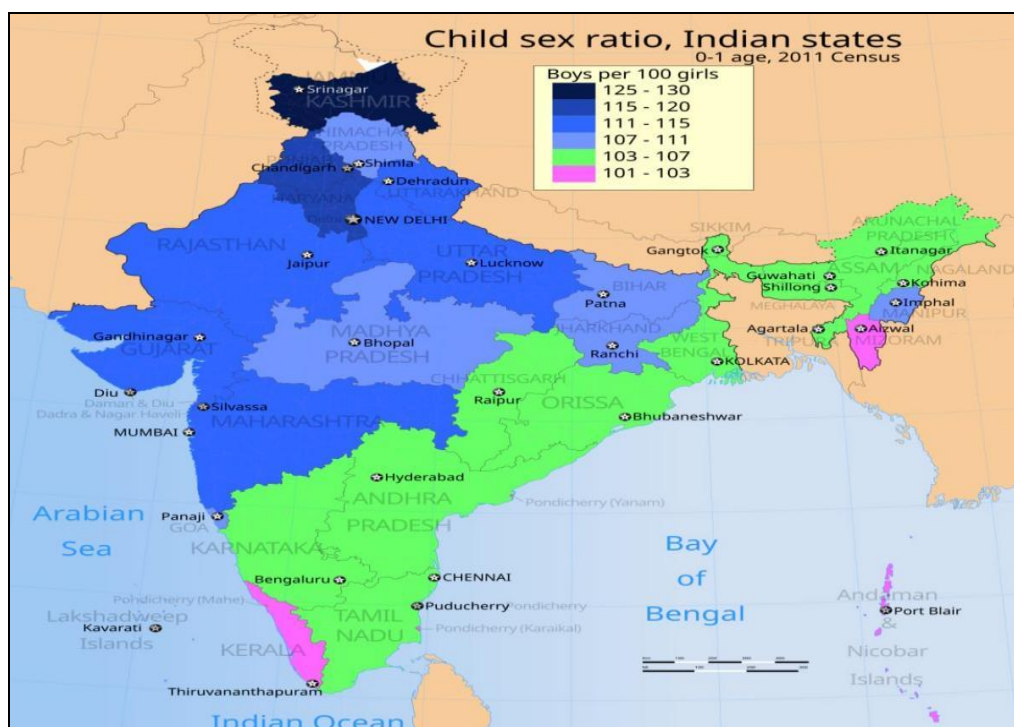 Child sex ratio, Indian states
0-1 age, 2011 Census
Boys per 100 girls
125 - 130
115 - 120
111 - 115
107 - 111
103 - 107
101 - 103
JAMMU &
KASHMIR
Srinagar
HIMACHAL
PRADESH
Shimla
PUNJAB
Chandigarh
Dehradun
UTTARAKHAND
HARYANA
Delhi
NEW DELHI
RAJASTHAN
Jaipur
UTTAR
PRADESH
Lucknow
SIKKIM
Gangtok
ARUNACHAL
PRADESH
Itanagar
Guwahati
ASSAM
NAGALAND
Shillong
Kohima
MEGHALAYA
Imphal
MANIPUR
BIHAR
Patna
Agartala
TRIPURA
Aizwal
MIZORAM
Gandhinagar
GUJARAT
MADHYA
PRADESH
Bhopal
JHARKHAND
Ranchi
WEST
BENGAL
KOLKATA
CHHATTISGARH
Raipur
ORISSA
Bhubaneshwar
Diu
Daman & Diu
Dadra & Nagar Haveli
Silvassa
MAHARASHTRA
MUMBAI
Hyderabad
ANDHRA
PRADESH
Pondicherry (Yanam)
Arabian
Sea
Panaji
GOA
KARNATAKA
Bay
of
Bengal
Bengaluru
CHENNAI
Pondicherry (Mahe)
Puducherry
Pondicherry
Lakshadweep
Islands
Kavarati
TAMIL
NADU
Pondicherry (Karaikal)
KERALA
Thiruvananthapuram
Andaman
&
Nicobar
Islands
Port Blair
Indian Ocean